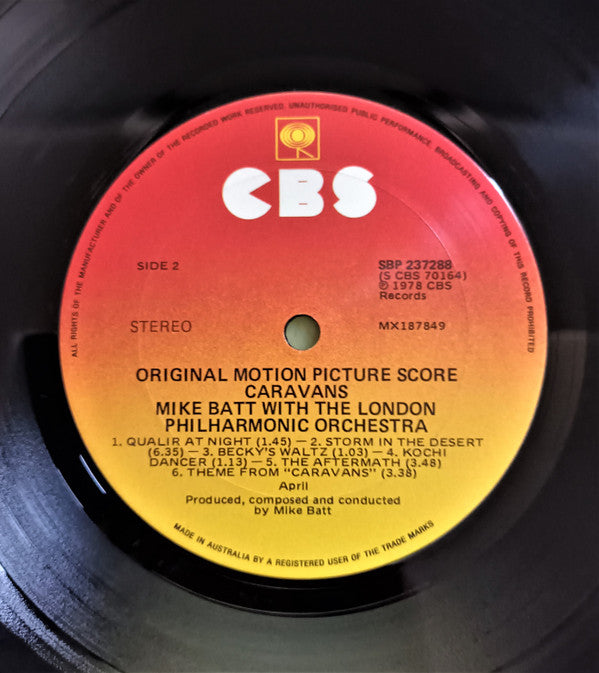 ALL RIGHTS OF THE MANUFACTURER AND OF THE OWNER OF THE RECORDED WORK RESERVED. UNAUTHORISED PUBLIC PERFORMANCE, BROADCASTING AND COPYING OF THIS RECORD PROHIBITED
CBS
SIDE 2
SBP 237288
(S CBS 70164)
℗ 1978 CBS
Records
STEREO
MX187849
ORIGINAL MOTION PICTURE SCORE
CARAVANS
MIKE BATT WITH THE LONDON
PHILHARMONIC ORCHESTRA
1. QUALIR AT NIGHT (1.45) — 2. STORM IN THE DESERT
(6.35) — 3. BECKY'S WALTZ (1.03) — 4. KOCHI
DANCER (1.13) — 5. THE AFTERMATH (3.48)
6. THEME FROM "CARAVANS" (3.38)
April
Produced, composed and conducted
by Mike Batt
MADE IN AUSTRALIA BY A REGISTERED USER OF THE TRADE MARKS